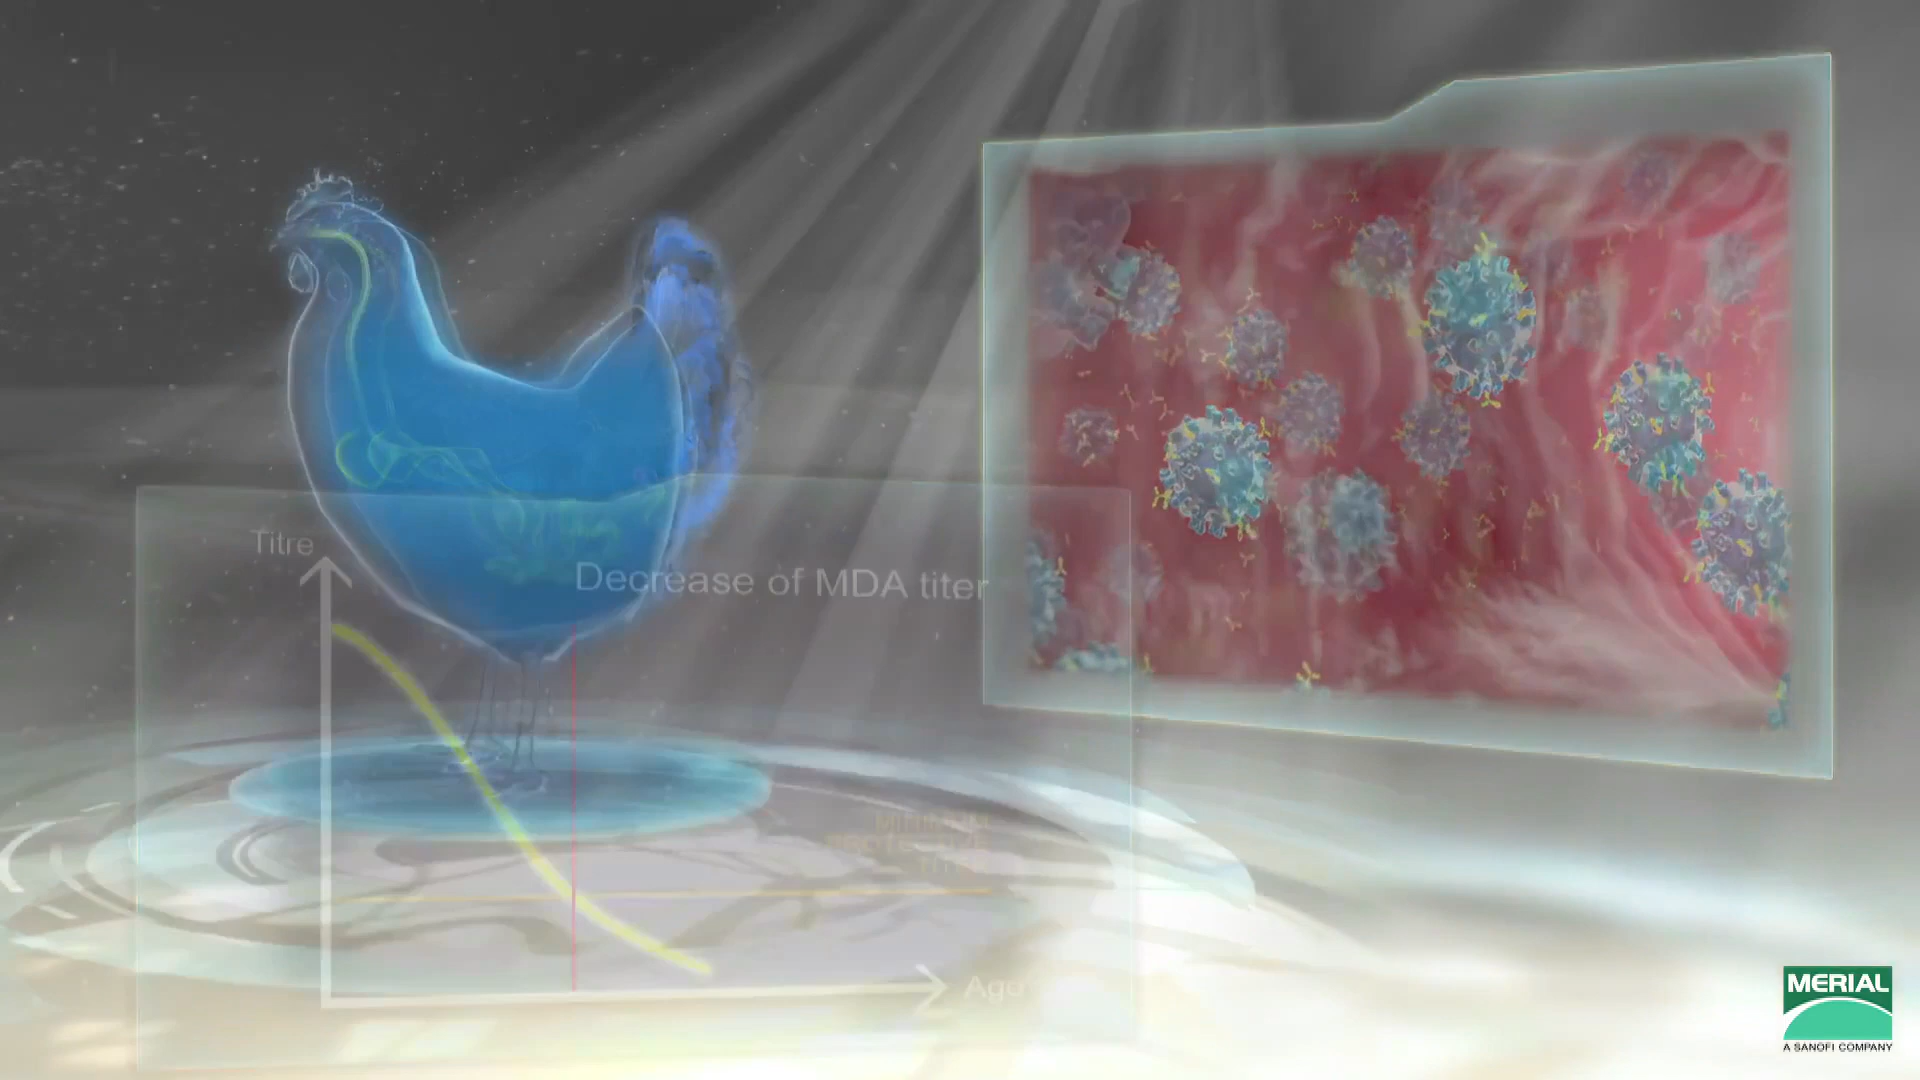 Titre
Decrease of MDA titer
Age
MERIAL
A SANOFI COMPANY